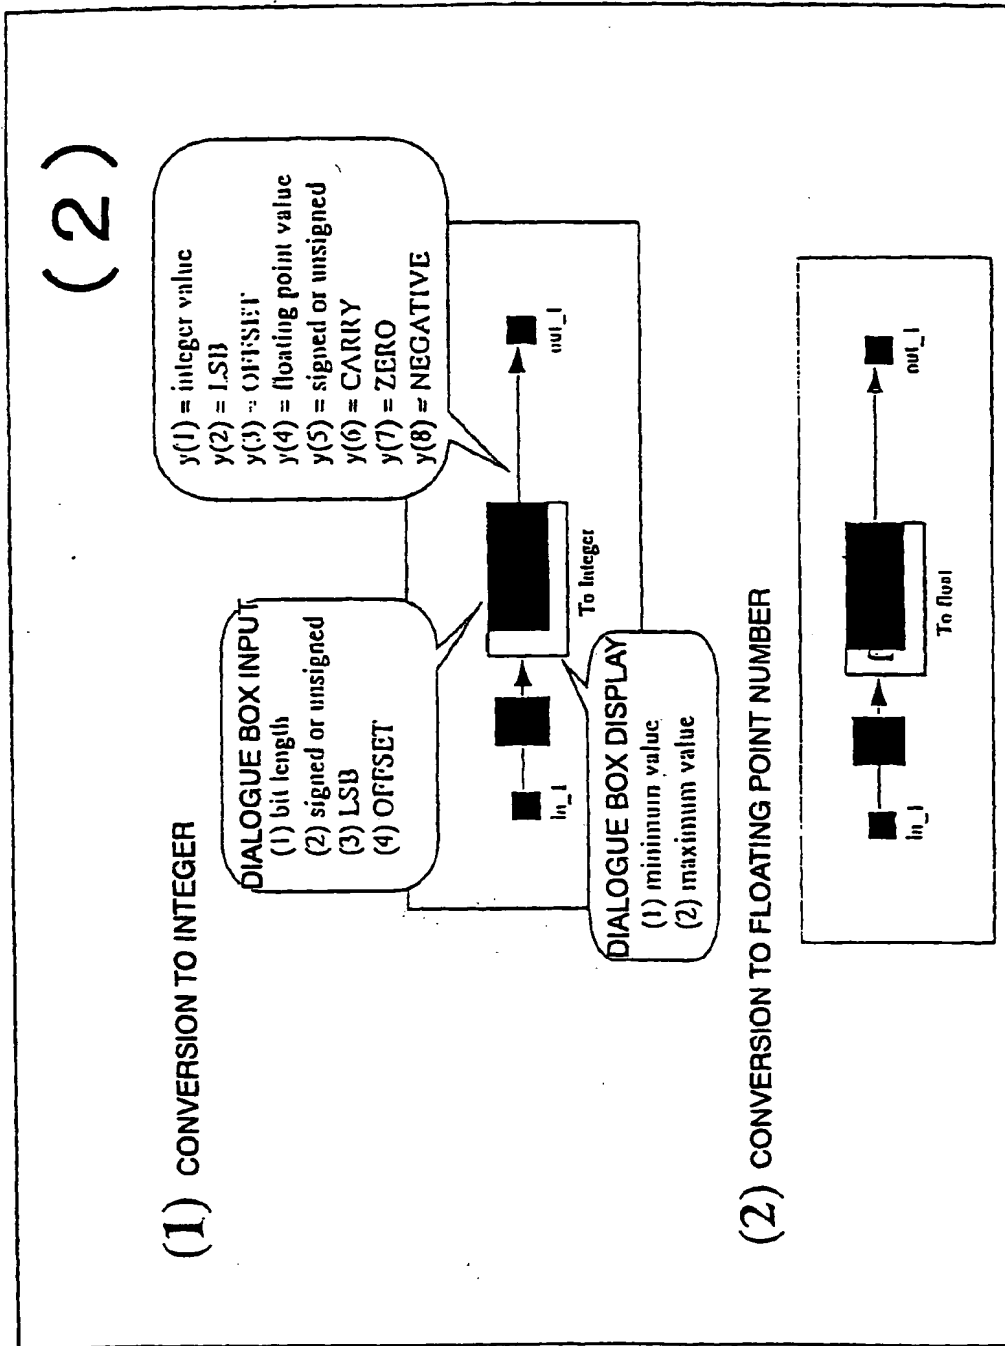 (2)
(1) CONVERSION TO INTEGER
DIALOGUE BOX INPUT
(1) bit length
(2) signed or unsigned
(3) LSB
(4) OFFSET
y(1) = integer value
y(2) = LSB
y(3) = OFFSET
y(4) = floating point value
y(5) = signed or unsigned
y(6) = CARRY
y(7) = ZERO
y(8) = NEGATIVE
In_1
To Integer
out_1
DIALOGUE BOX DISPLAY
(1) minimum value
(2) maximum value
(2) CONVERSION TO FLOATING POINT NUMBER
In_1
To float
out_1